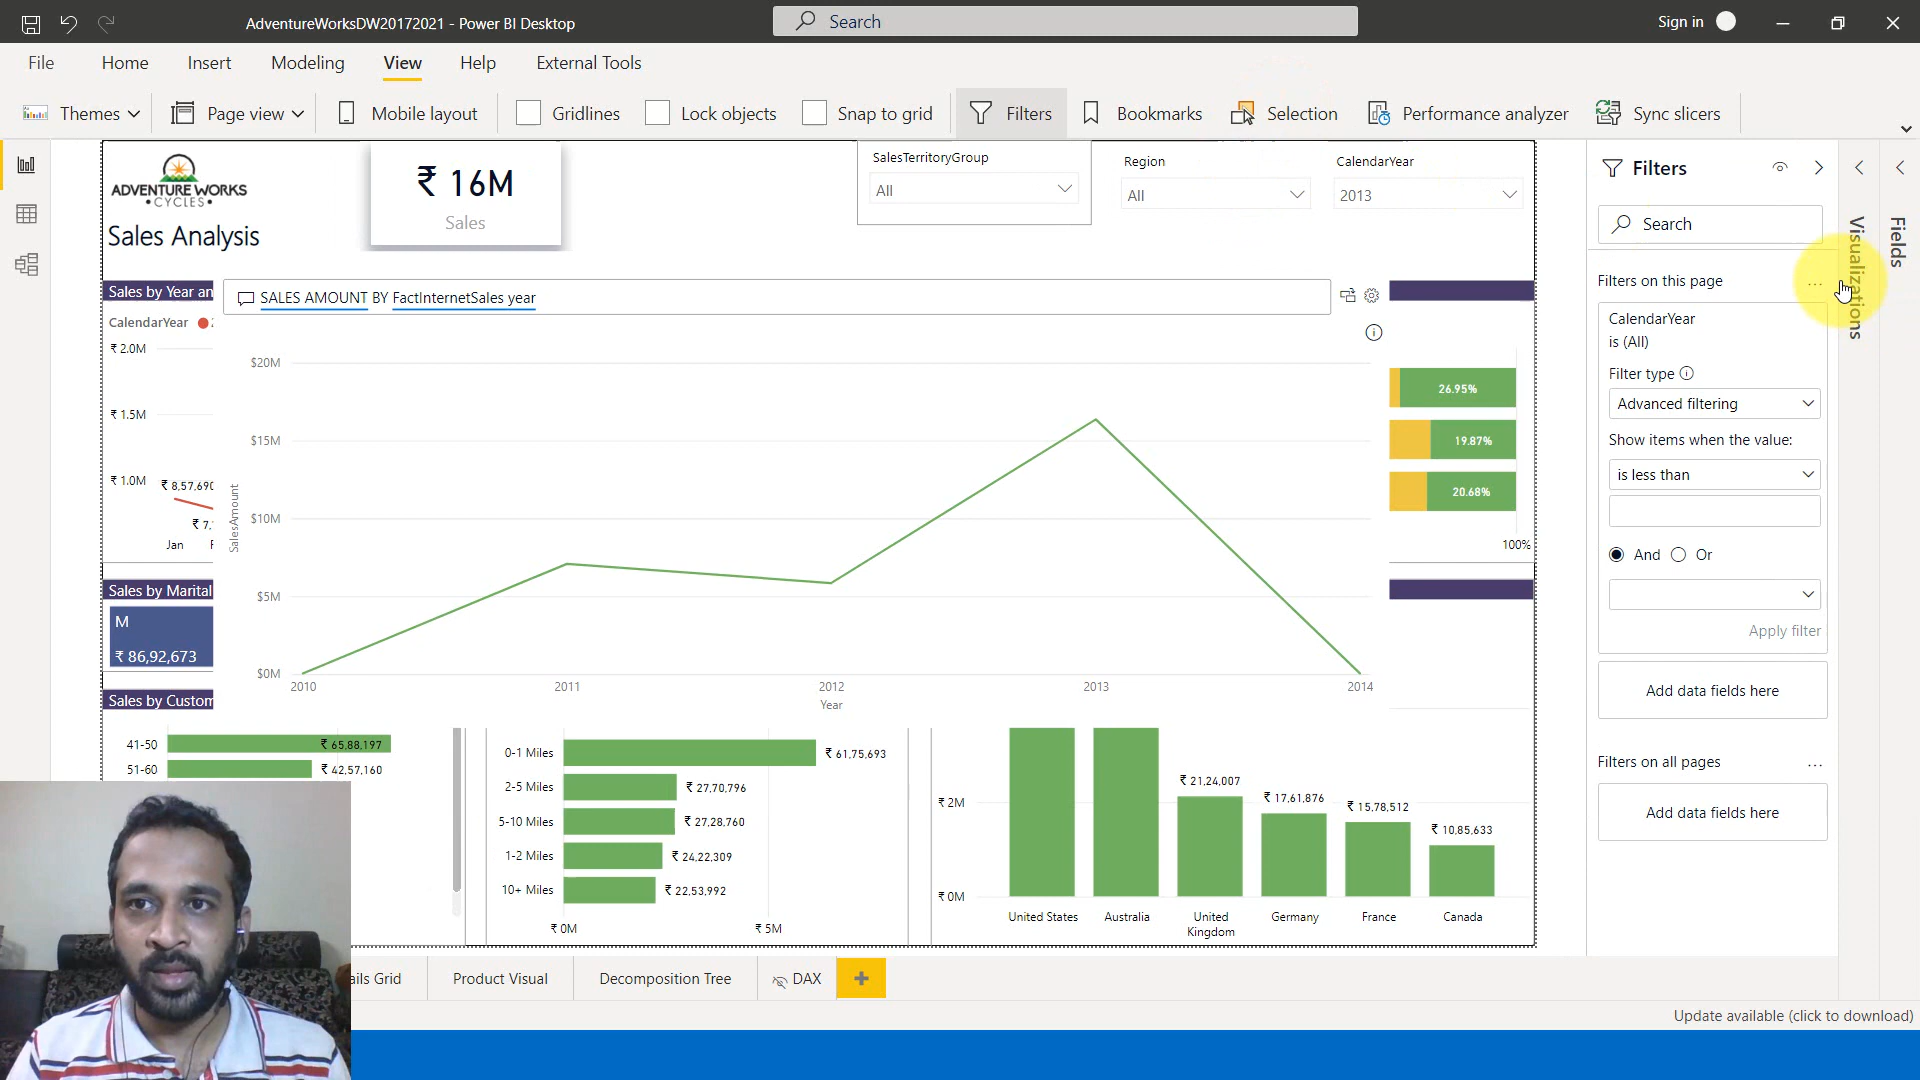 AdventureWorksDW20172021 - Power BI Desktop
Search
Sign in
File Home Insert Modeling View Help External Tools
Themes Page view Mobile layout Gridlines Lock objects Snap to grid Filters Bookmarks Selection Performance analyzer Sync slicers
ADVENTURE WORKS
• CYCLES •
Sales Analysis
₹ 16M
Sales
SalesTerritoryGroup
All
Region
All
CalendarYear
2013
Sales by Year an
CalendarYear
₹ 2.0M
₹ 1.5M
₹ 1.0M
₹ 8,57,690
₹ 7.
Jan
SALES AMOUNT BY FactInternetSales year
$20M
$15M
$10M
$5M
$0M
SalesAmount
2010 2011 2012 2013 2014
Year
26.95%
19.87%
20.68%
100%
Sales by Marital
M
₹ 86,92,673
Sales by Custom
41-50 ₹ 65,88,197
51-60 ₹ 42,57,160
0-1 Miles ₹ 61,75,693
2-5 Miles ₹ 27,70,796
5-10 Miles ₹ 27,28,760
1-2 Miles ₹ 24,22,309
10+ Miles ₹ 22,53,992
₹ 0M ₹ 5M
₹ 2M
₹ 0M
₹ 21,24,007
₹ 17,61,876
₹ 15,78,512
₹ 10,85,633
United States Australia United Kingdom Germany France Canada
Filters
Search
Filters on this page
CalendarYear
is (All)
Filter type
Advanced filtering
Show items when the value:
is less than
And Or
Apply filter
Add data fields here
Filters on all pages
Add data fields here
Visualizations
Fields
ails Grid Product Visual Decomposition Tree DAX
Update available (click to download)